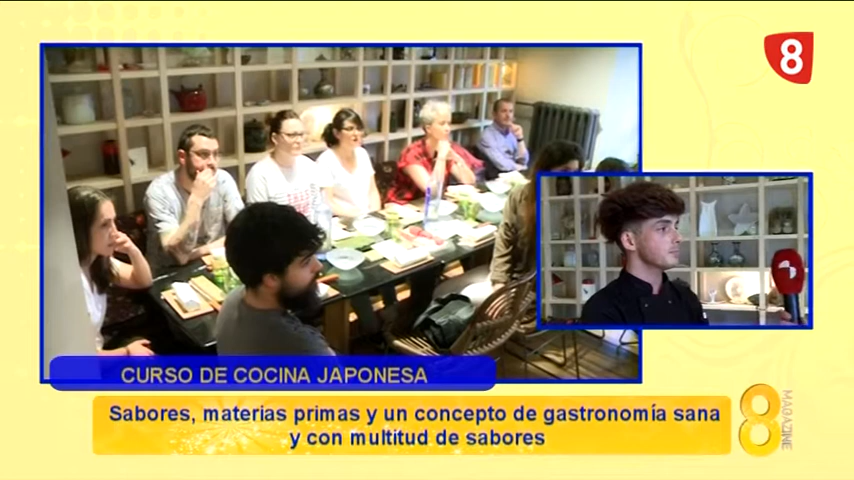 8
CURSO DE COCINA JAPONESA
Sabores, materias primas y un concepto de gastronomía sana
y con multitud de sabores
8
MAGAZINE